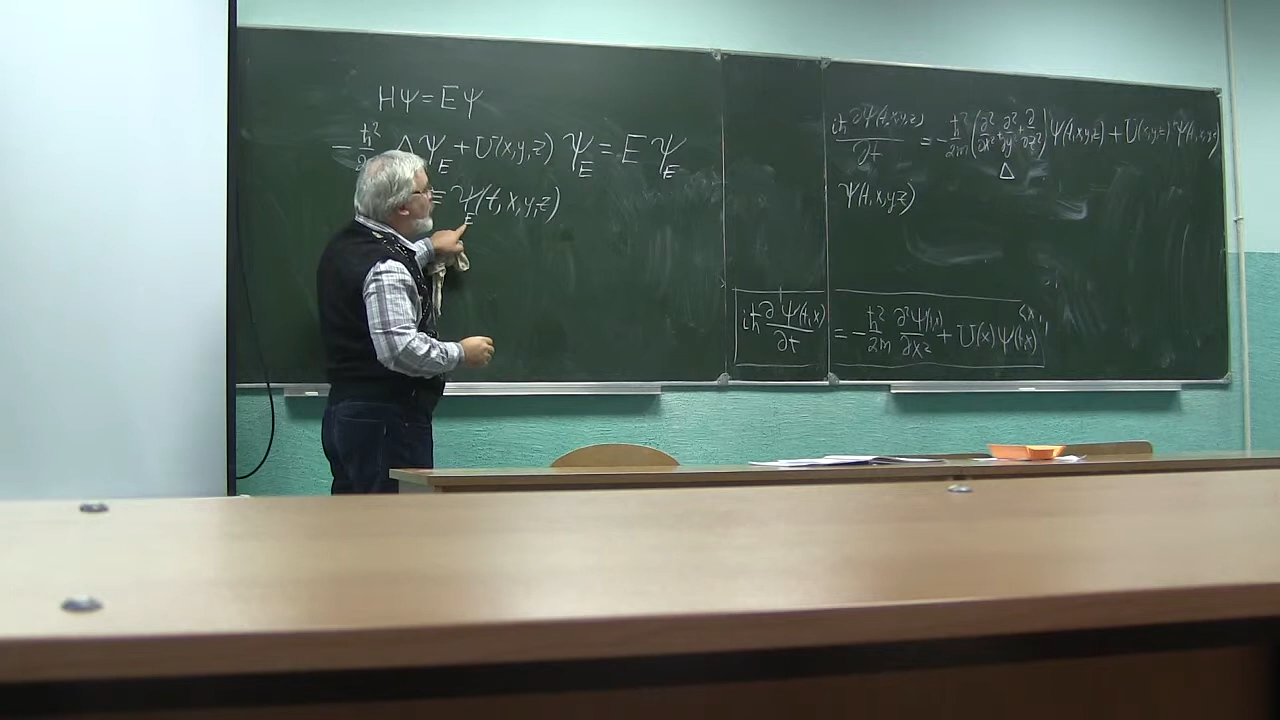 HΨ = EΨ
-ħ²/2 ΔΨ_E + U(x,y,z) Ψ_E = E Ψ_E
= Ψ_E(t, x, y, z)
iħ ∂Ψ(t,x,y,z)/∂t = -ħ²/2m (∂²/∂x² + ∂²/∂y² + ∂/∂z²) Ψ(t,x,y,z) + U(x,y,z) Ψ(t,x,y,z)
Δ
Ψ(t,x,y,z)
iħ ∂Ψ(t,x)/∂t = -ħ²/2m ∂²Ψ(t,x)/∂x² + U(x) Ψ(t,x)